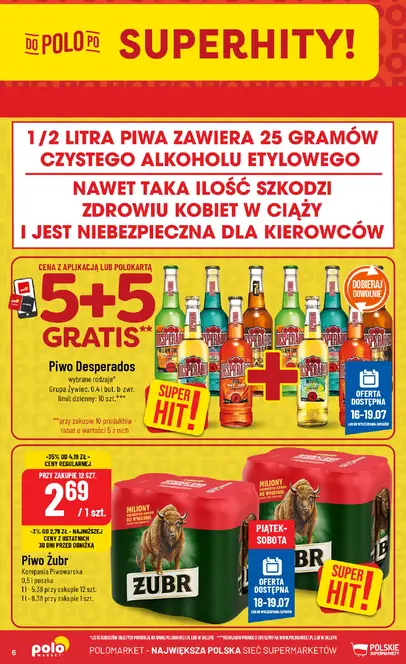 DO POLO PO SUPERHITY!
1/2 LITRA PIWA ZAWIERA 25 GRAMÓW
CZYSTEGO ALKOHOLU ETYLOWEGO
NAWET TAKA ILOŚĆ SZKODZI
ZDROWIU KOBIET W CIĄŻY
I JEST NIEBEZPIECZNA DLA KIEROWCÓW
CENA Z APLIKACJĄ LUB POLOKARTĄ
5+5
GRATIS**
DOBIERAJ
DOWOLNIE
Piwo Desperados
wybrane rodzaje*
Grupa Żywiec, 0,4 l but. b-zwr.
limit dzienny: 10 szt.***
**przy zakupie 10 produktów -
rabat o wartości 5 z nich
SUPER
HIT!
OFERTA
DOSTĘPNA
16-19.07
-35% OD 4,19 ZŁ -
CENY REGULARNEJ
PRZY ZAKUPIE 12 SZT.
2 69
/1 szt.
-3% OD 2,79 ZŁ - NAJNIŻSZEJ
CENY Z OSTATNICH
30 DNI PRZED OBNIŻKĄ
Piwo Żubr
Kompania Piwowarska
0,5 l puszka
1 l - 5,38 przy zakupie 12 szt.
1 l - 8,38 przy zakupie 1 szt.
MILIONY
ŻUBR
MILIONY
ŻUBR
PIĄTEK-
SOBOTA
OFERTA
DOSTĘPNA
18-19.07
SUPER
HIT!
6
polo
MARKET
POLOMARKET - NAJWIĘKSZA POLSKA SIEĆ SUPERMARKETÓW
POLSKIE
SUPERMARKETY